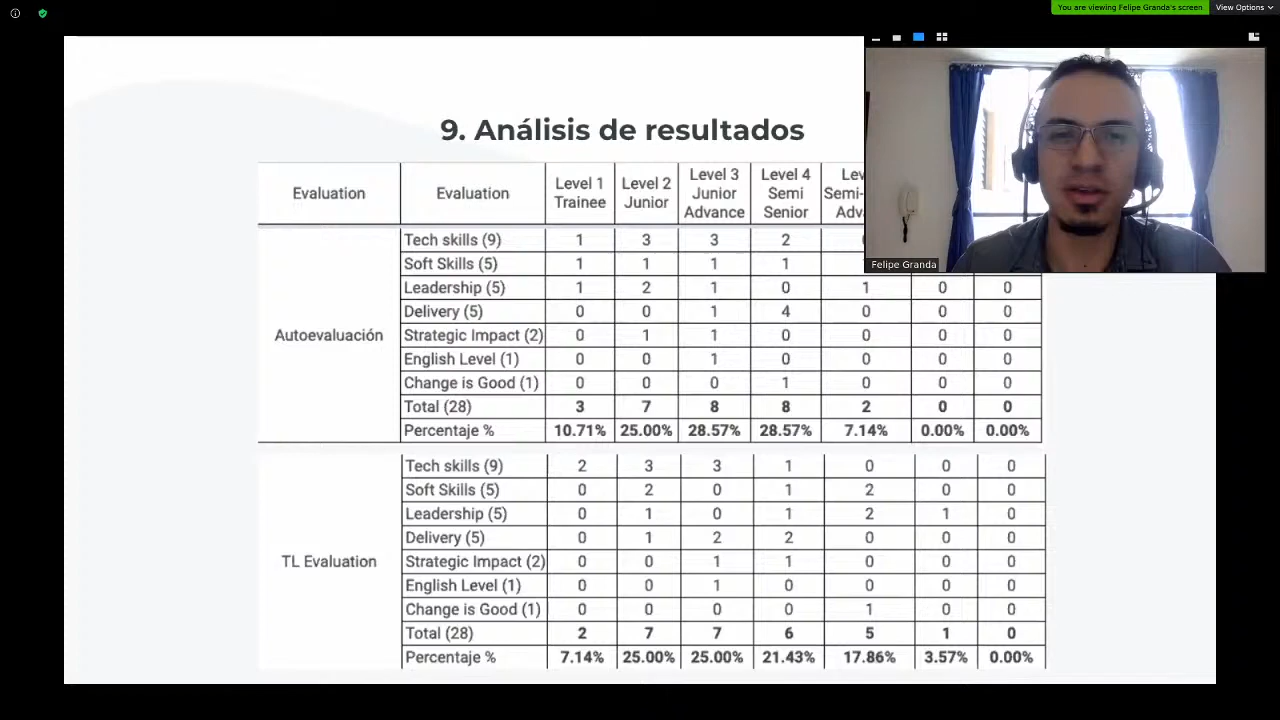 You are viewing Felipe Granda's screen
View Options
9. Análisis de resultados
Evaluation Evaluation Level 1 Trainee Level 2 Junior Level 3 Junior Advance Level 4 Semi Senior
Tech skills (9) 1 3 3 2
Soft Skills (5) 1 1 1 1
Felipe Granda
Leadership (5) 1 2 1 0 1 0 0
Delivery (5) 0 0 1 4 0 0 0
Autoevaluación Strategic Impact (2) 0 1 1 0 0 0 0
English Level (1) 0 0 1 0 0 0 0
Change is Good (1) 0 0 0 1 0 0 0
Total (28) 3 7 8 8 2 0 0
Percentaje % 10.71% 25.00% 28.57% 28.57% 7.14% 0.00% 0.00%
Tech skills (9) 2 3 3 1 0 0 0
Soft Skills (5) 0 2 0 1 2 0 0
Leadership (5) 0 1 0 1 2 1 0
Delivery (5) 0 1 2 2 0 0 0
TL Evaluation Strategic Impact (2) 0 0 1 1 0 0 0
English Level (1) 0 0 1 0 0 0 0
Change is Good (1) 0 0 0 0 1 0 0
Total (28) 2 7 7 6 5 1 0
Percentaje % 7.14% 25.00% 25.00% 21.43% 17.86% 3.57% 0.00%